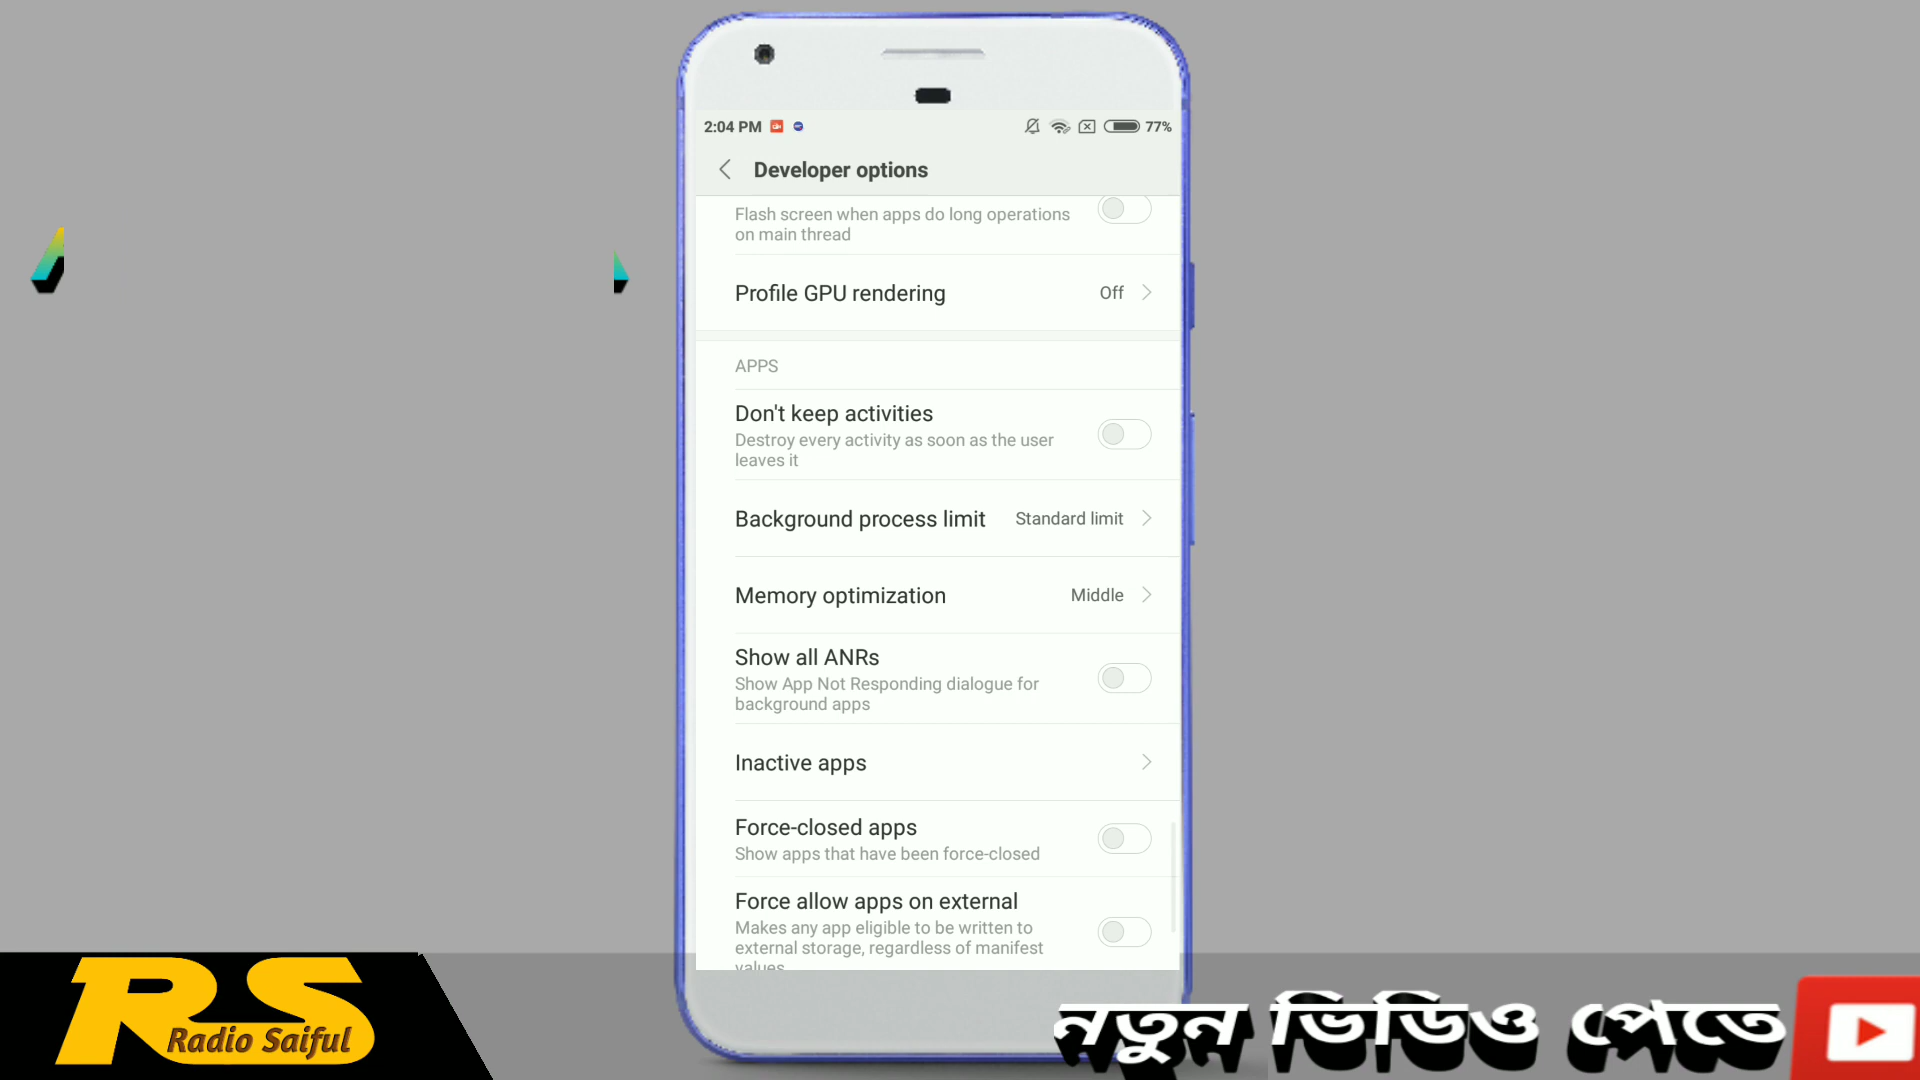 2:04 PM
77%
Developer options
Flash screen when apps do long operations
on main thread
Profile GPU rendering Off
APPS
Don't keep activities
Destroy every activity as soon as the user
leaves it
Background process limit Standard limit
Memory optimization Middle
Show all ANRs
Show App Not Responding dialogue for
background apps
Inactive apps
Force-closed apps
Show apps that have been force-closed
Force allow apps on external
Makes any app eligible to be written to
external storage, regardless of manifest
values
RS
Radio Saiful
নতুন ভিডিও পেতে